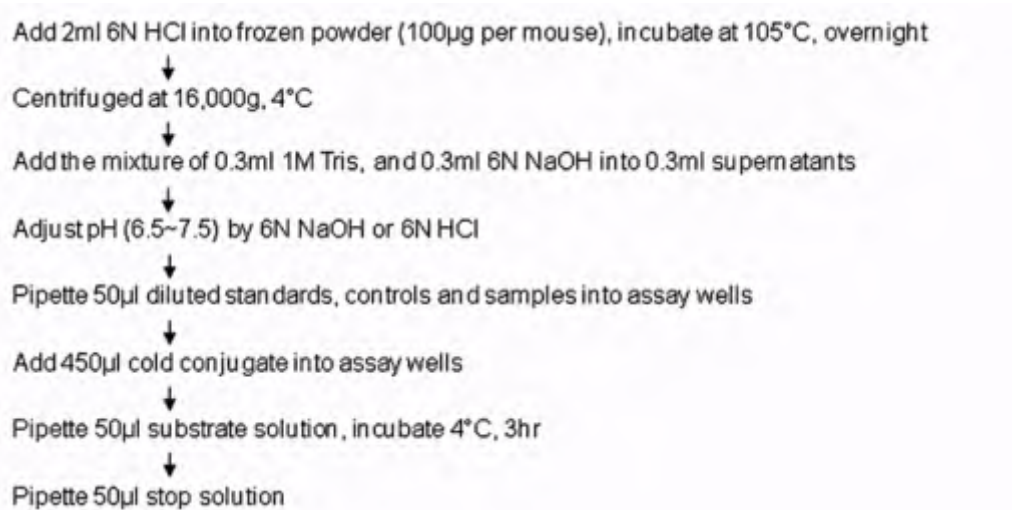 Add 2ml 6N HCl into frozen powder (100µg per mouse), incubate at 105°C, overnight
Centrifuged at 16,000g, 4°C
Add the mixture of 0.3ml 1M Tris, and 0.3ml 6N NaOH into 0.3ml supernatants
Adjust pH (6.5~7.5) by 6N NaOH or 6N HCl
Pipette 50µl diluted standards, controls and samples into assay wells
Add 450µl cold conjugate into assay wells
Pipette 50µl substrate solution, incubate 4°C, 3hr
Pipette 50µl stop solution